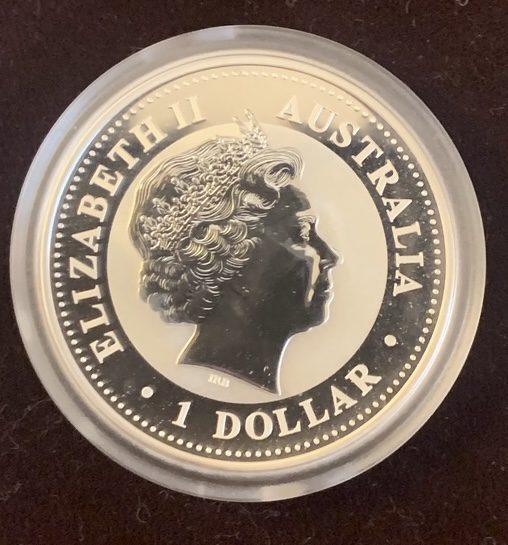 ELIZABETH II
AUSTRALIA
• 1 DOLLAR •
IRB